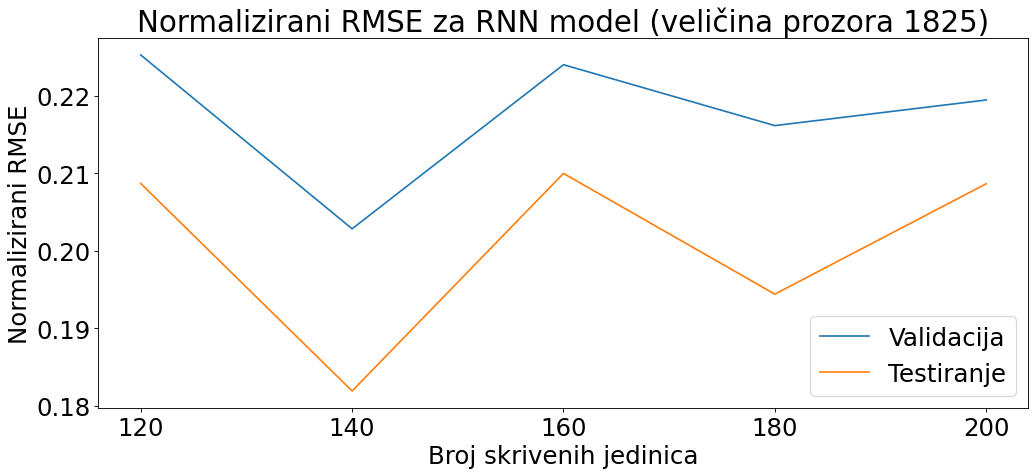 Normalizirani RMSE za RNN model (veličina prozora 1825)
Normalizirani RMSE
0.22
0.21
0.20
0.19
0.18
120 140 160 180 200
Broj skrivenih jedinica
Validacija
Testiranje